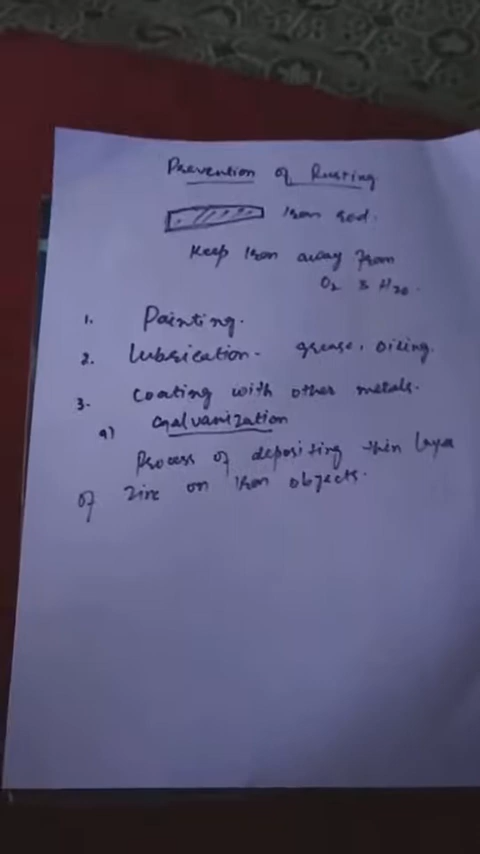 Prevention of Rusting
Iron rod.
Keep Iron away from
O2 & H2O.
1. Painting.
2. Lubrication. grease, oiling.
3. coating with other metals.
a) Galvanization
Process of depositing thin layer
of zinc on Iron objects.